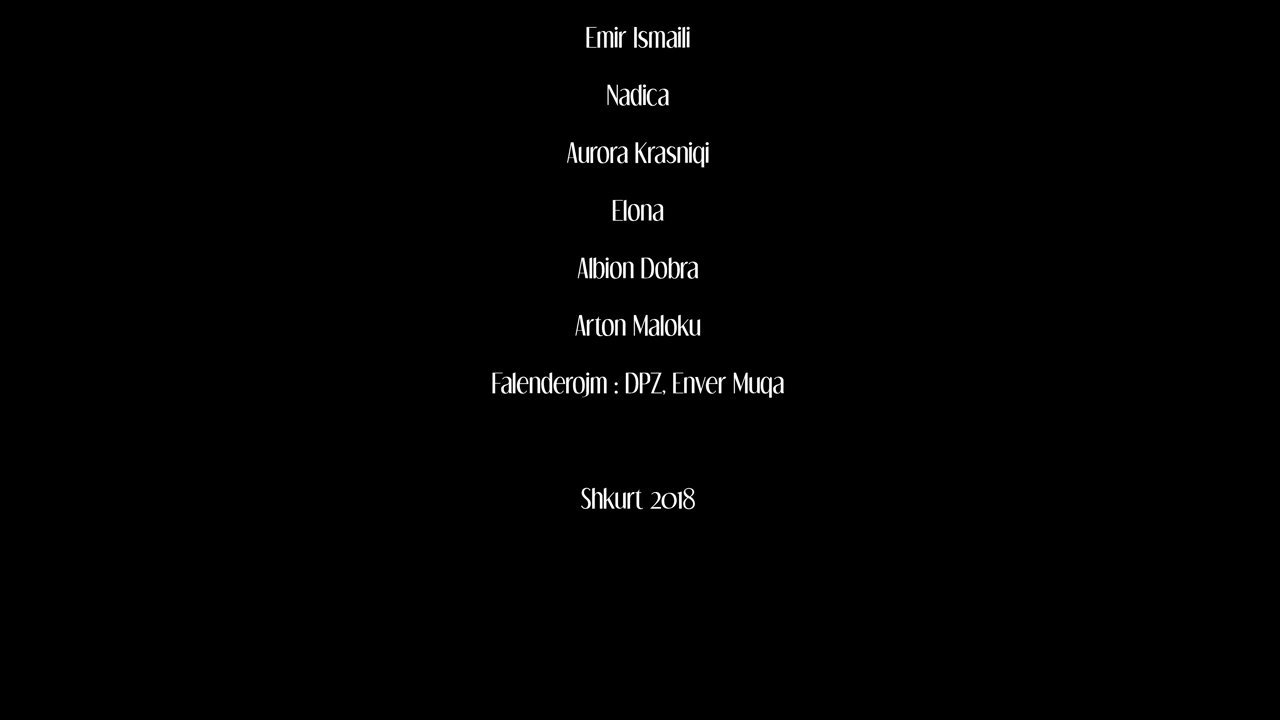 Emir Ismaili
Nadica
Aurora Krasniqi
Elona
Albion Dobra
Arton Maloku
Falenderojm : DPZ, Enver Muqa
Shkurt 2018